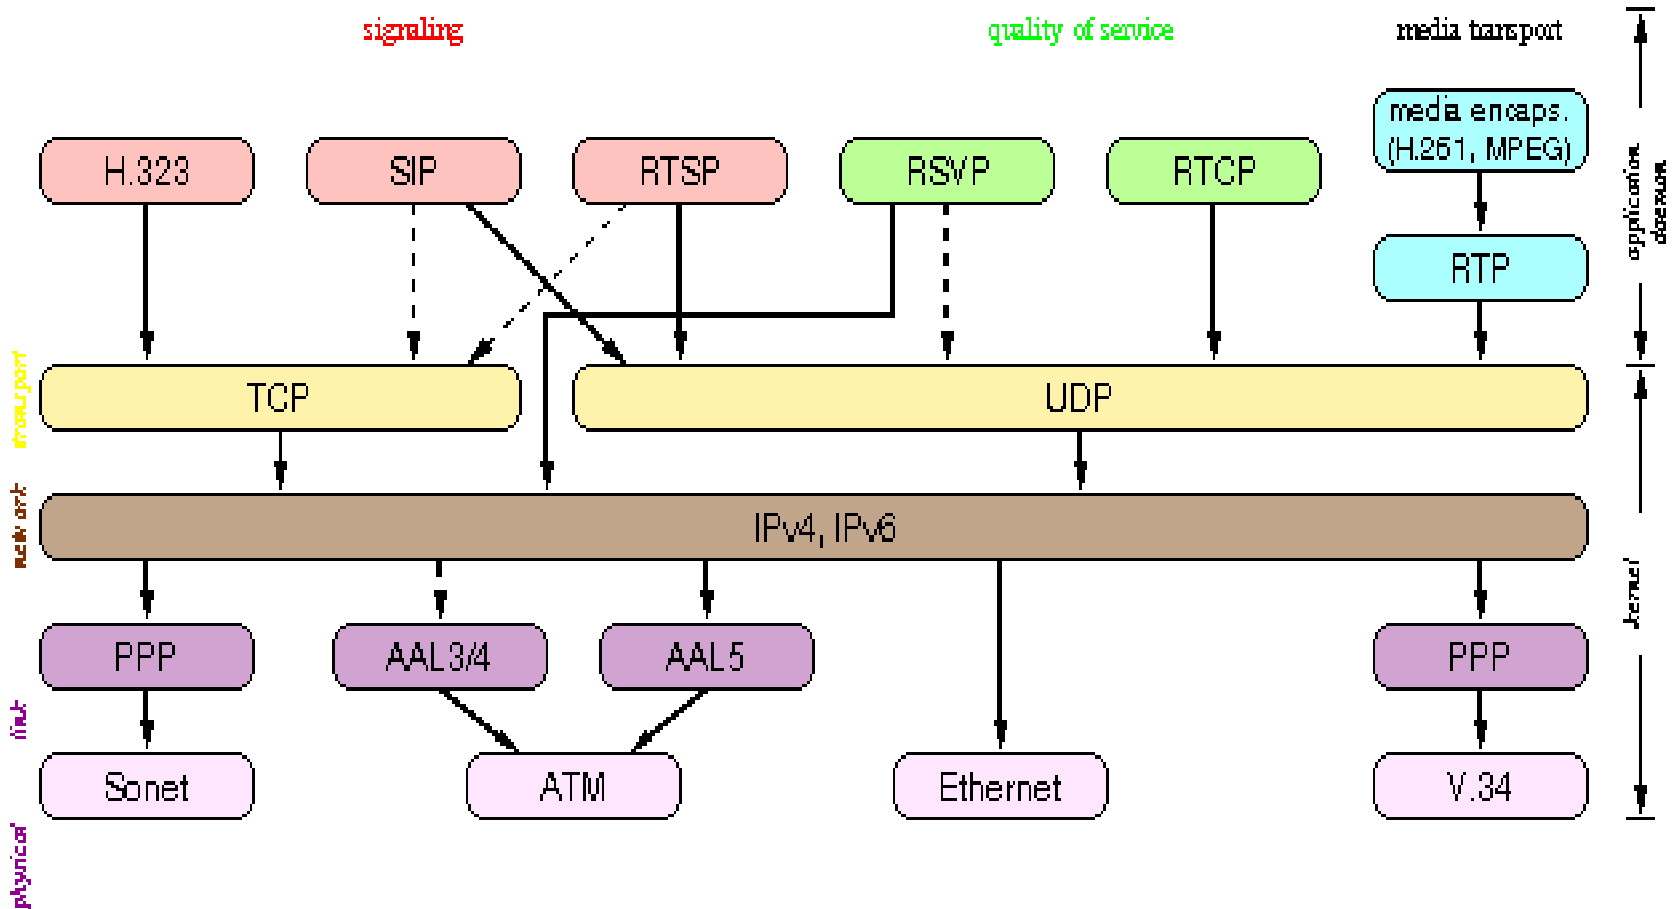 signaling
quality of service
media transport
media encaps.
(H.261, MPEG)
H.323
SIP
RTSP
RSVP
RTCP
application
daemon
RTP
transport
TCP
UDP
network
IPv4, IPv6
kernel
PPP
AAL3/4
AAL5
PPP
link
Sonet
ATM
Ethernet
V.34
physical